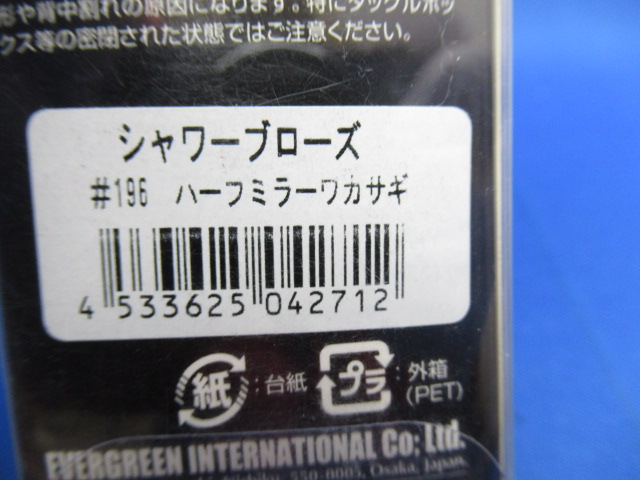 形や背中割れの原因になります。特にタックルボッ
クス等の密閉された状態ではご注意ください。
シャワーブローズ
#196 ハーフミラーワカサギ
4 533625 042712
紙 : 台紙
プラ : 外箱
(PET)
EVERGREEN INTERNATIONAL Co; Ltd.
550-0005, Osaka, Japan.